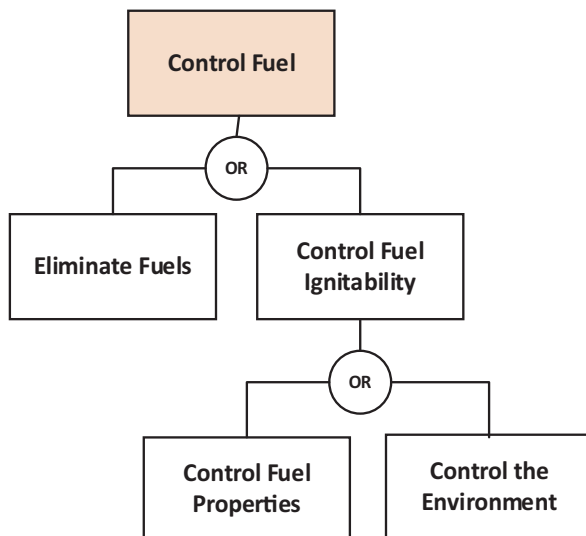 Control Fuel
OR
Eliminate Fuels
Control Fuel
Ignitability
OR
Control Fuel
Properties
Control the
Environment